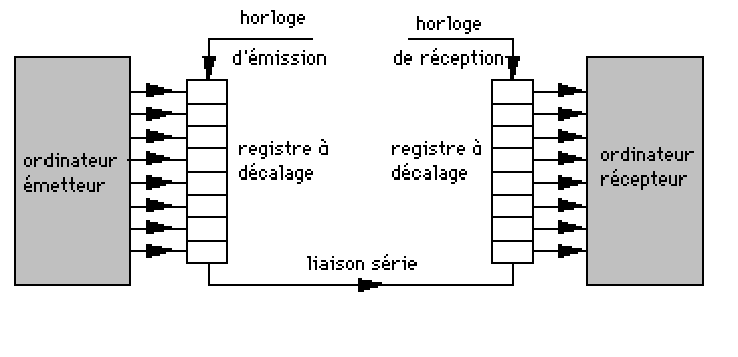 horloge
d'émission
horloge
de réception
ordinateur
émetteur
registre à
décalage
registre à
décalage
ordinateur
récepteur
liaison série